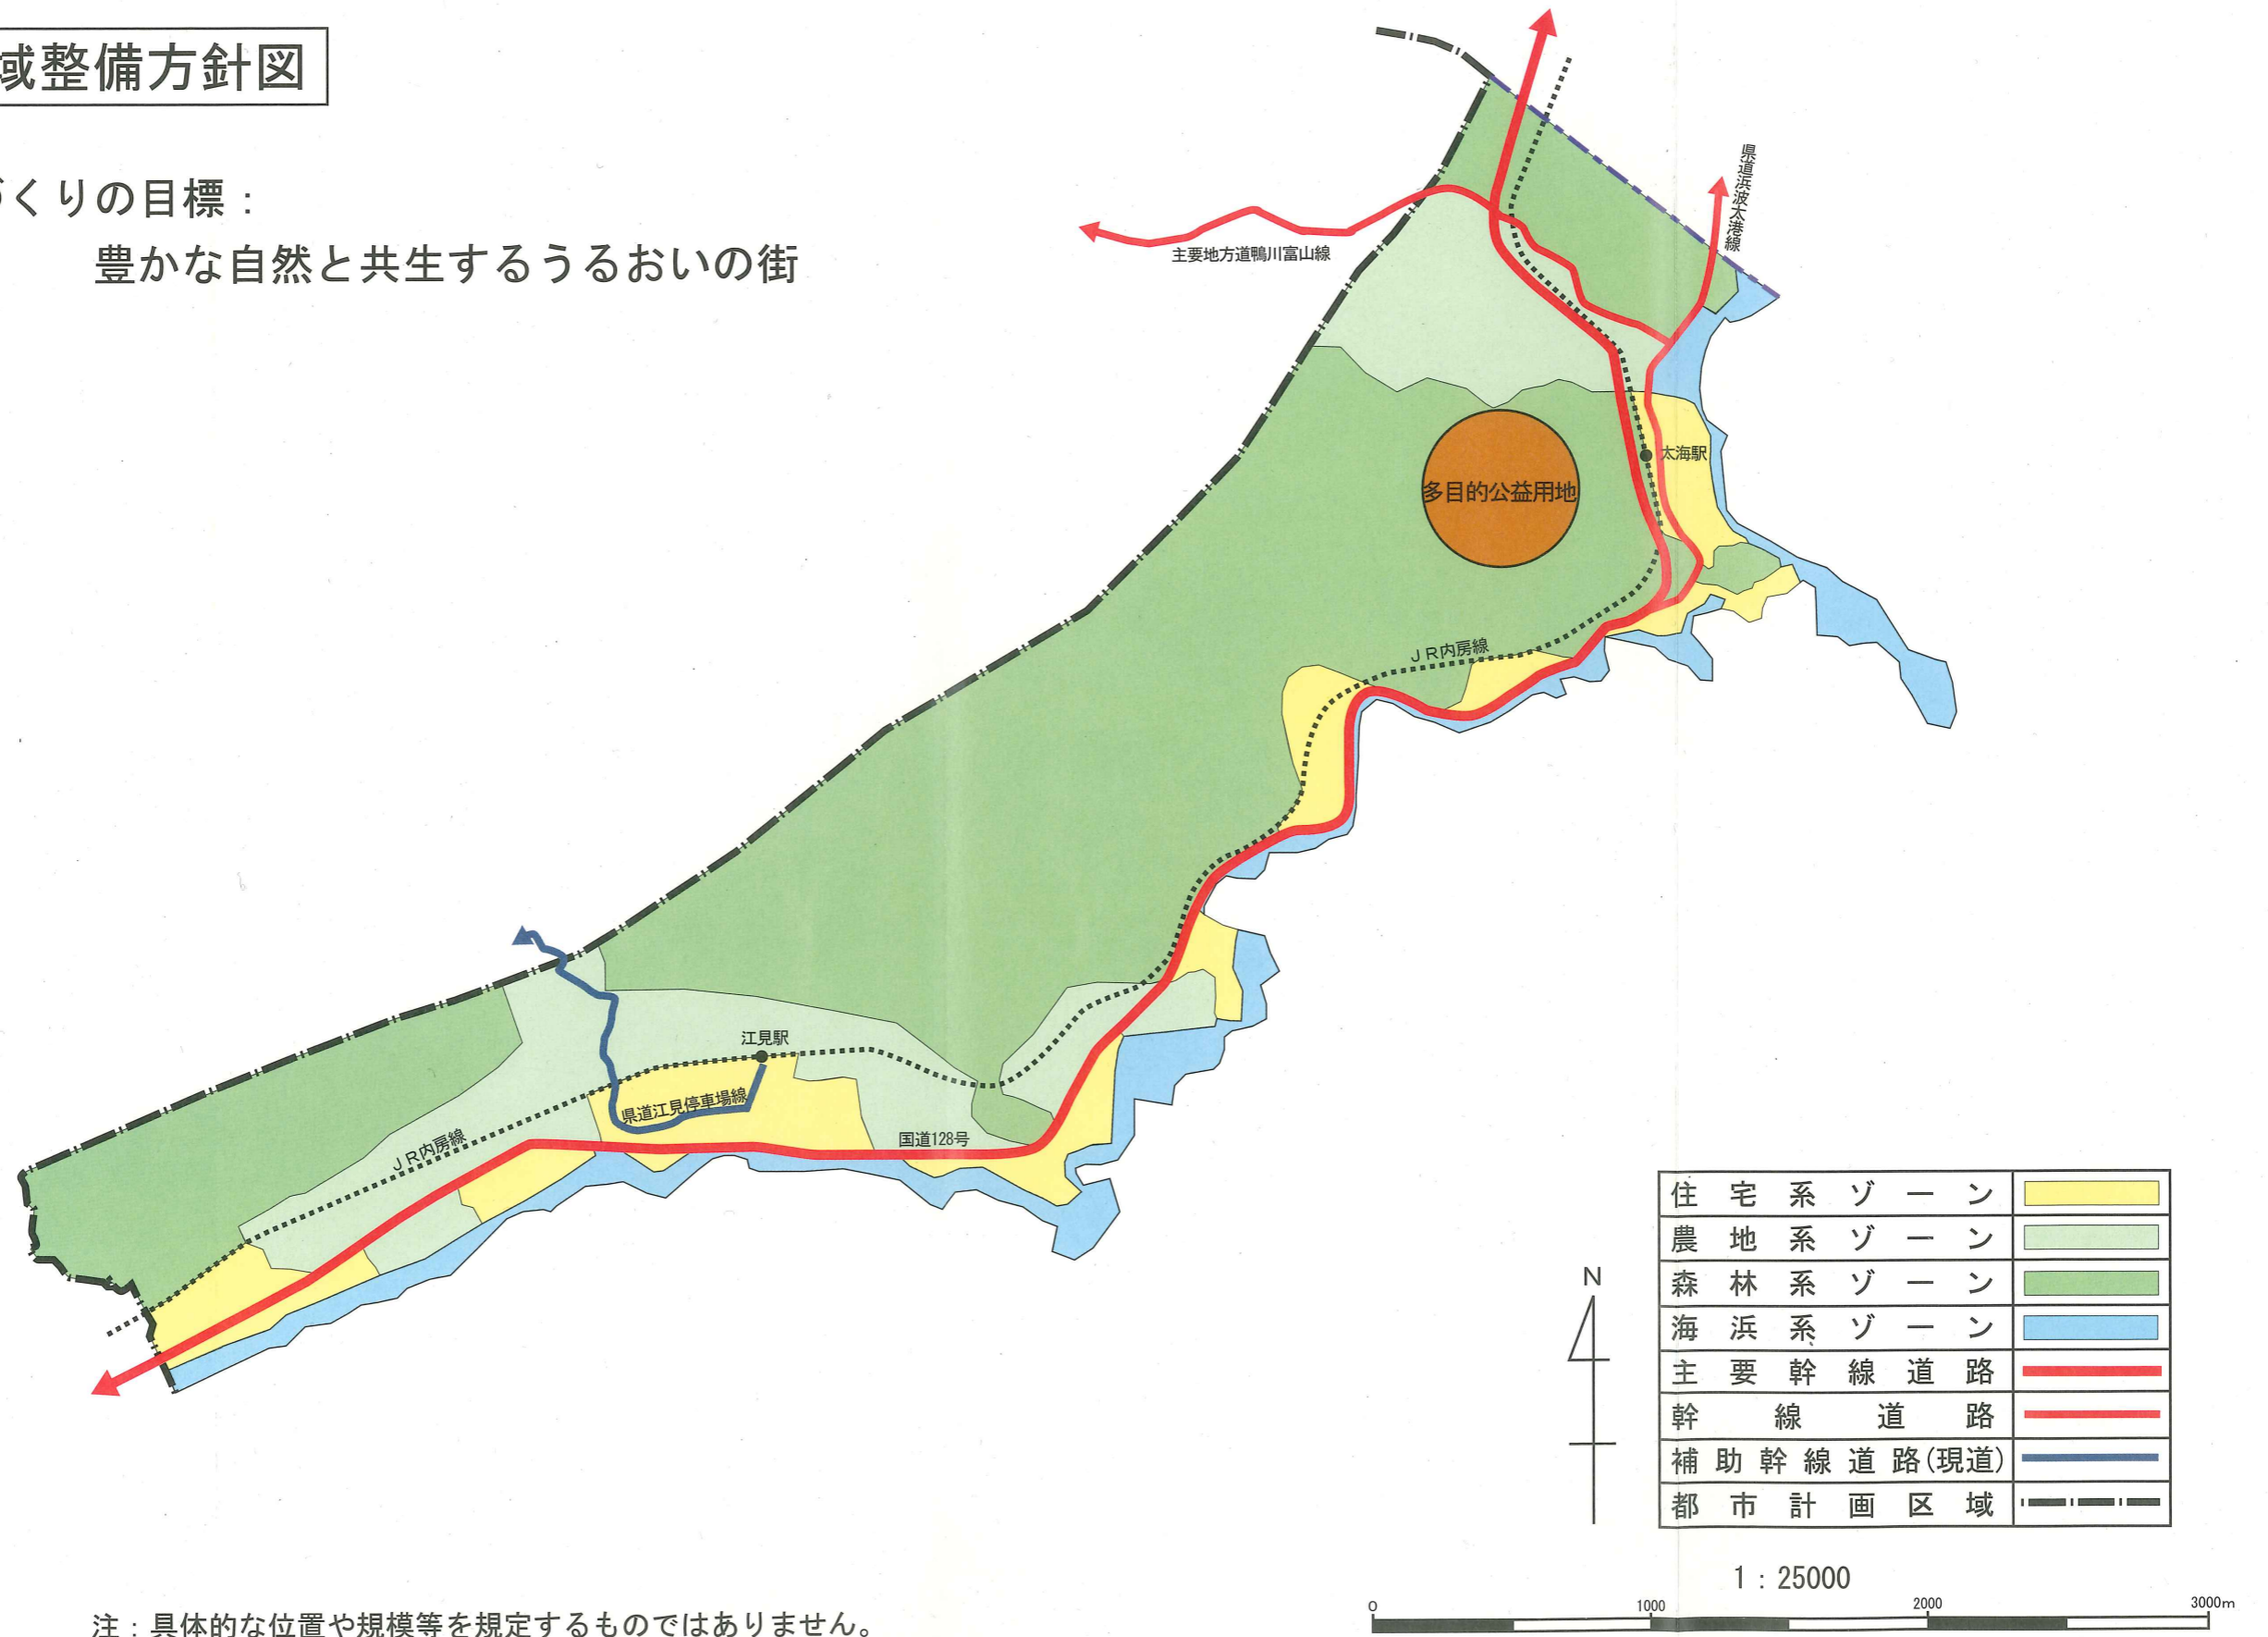 域整備方針図
づくりの目標：
豊かな自然と共生するうるおいの街
県道浜波太港線
主要地方道鴨川富山線
太海駅
多目的公益用地
ＪＲ内房線
江見駅
県道江見停車場線
国道128号
ＪＲ内房線
住宅系ゾーン
農地系ゾーン
森林系ゾーン
海浜系ゾーン
主要幹線道路
幹線道路
補助幹線道路(現道)
都市計画区域
N
1：25000
0 1000 2000 3000m
注：具体的な位置や規模等を規定するものではありません。